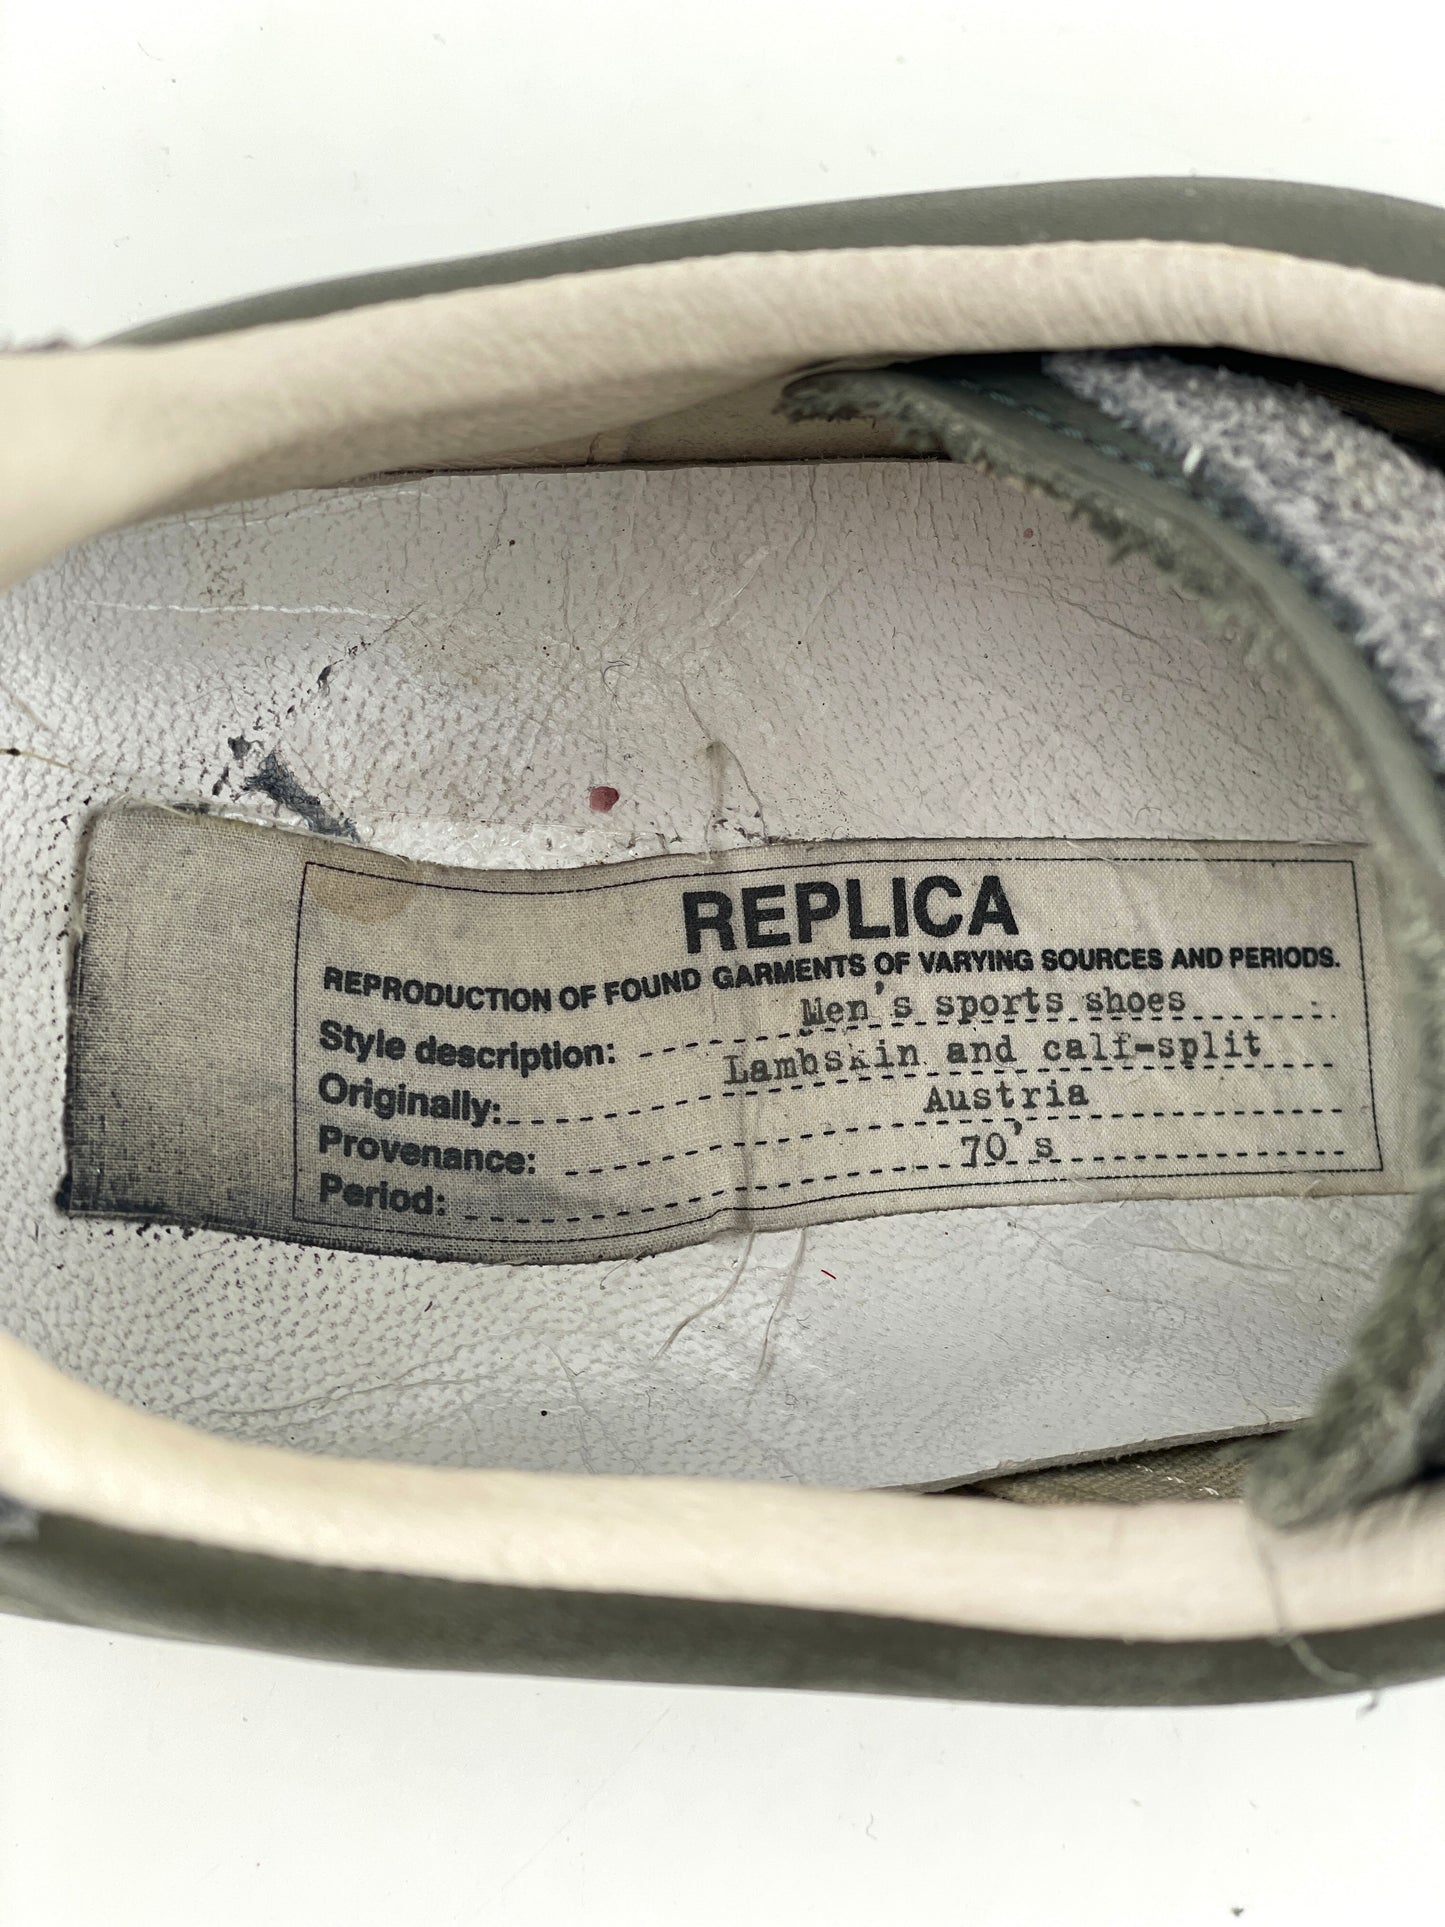 REPLICA
REPRODUCTION OF FOUND GARMENTS OF VARYING SOURCES AND PERIODS.
Style description: Men's sports shoes
Originally: Lambskin and calf-split
Provenance: Austria
Period: 70's